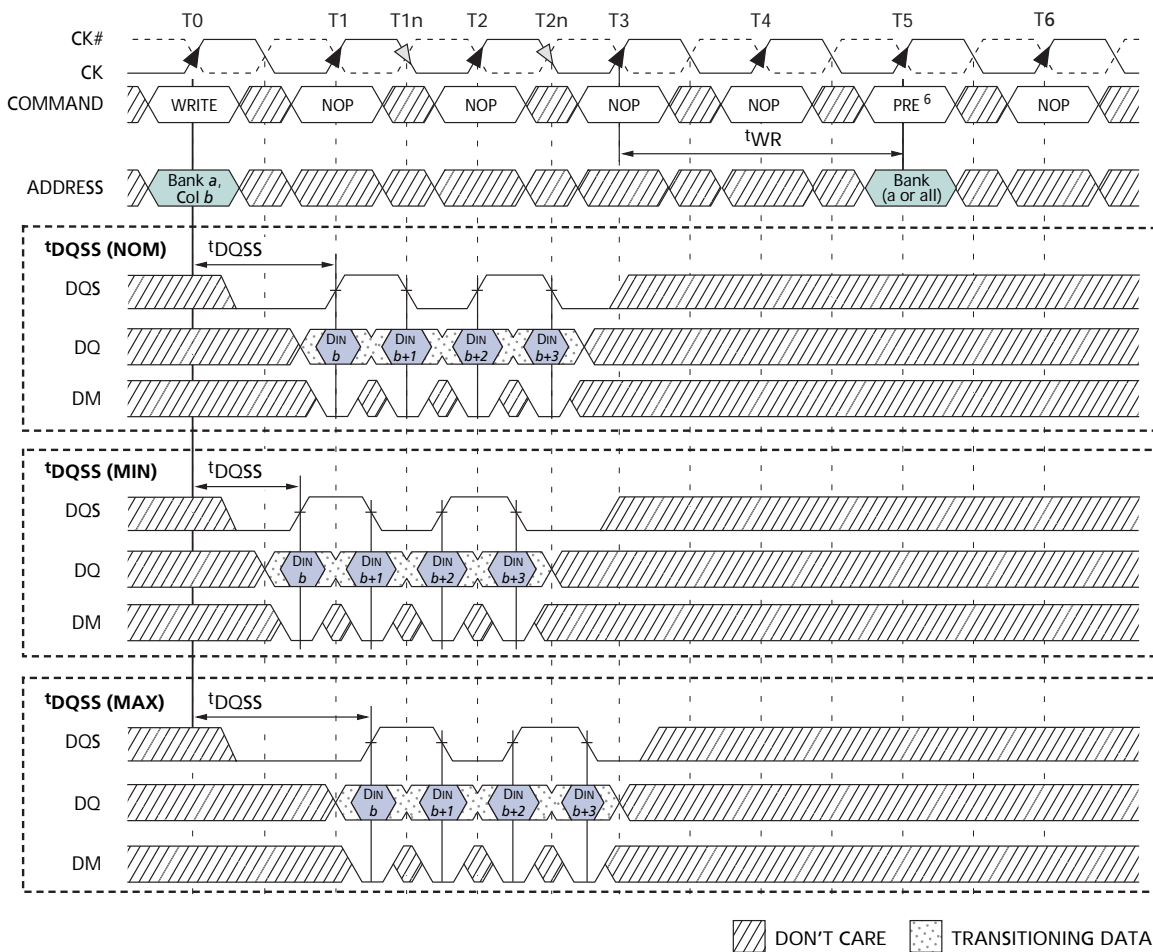 T0 T1 T1n T2 T2n T3 T4 T5 T6
CK#
CK
COMMAND WRITE NOP NOP NOP NOP PRE 6 NOP
tWR
ADDRESS Bank a, Col b Bank (a or all)
tDQSS (NOM) tDQSS
DQS
DQ DIN b DIN b+1 DIN b+2 DIN b+3
DM
tDQSS (MIN) tDQSS
DQS
DQ DIN b DIN b+1 DIN b+2 DIN b+3
DM
tDQSS (MAX) tDQSS
DQS
DQ DIN b DIN b+1 DIN b+2 DIN b+3
DM
DON'T CARE TRANSITIONING DATA